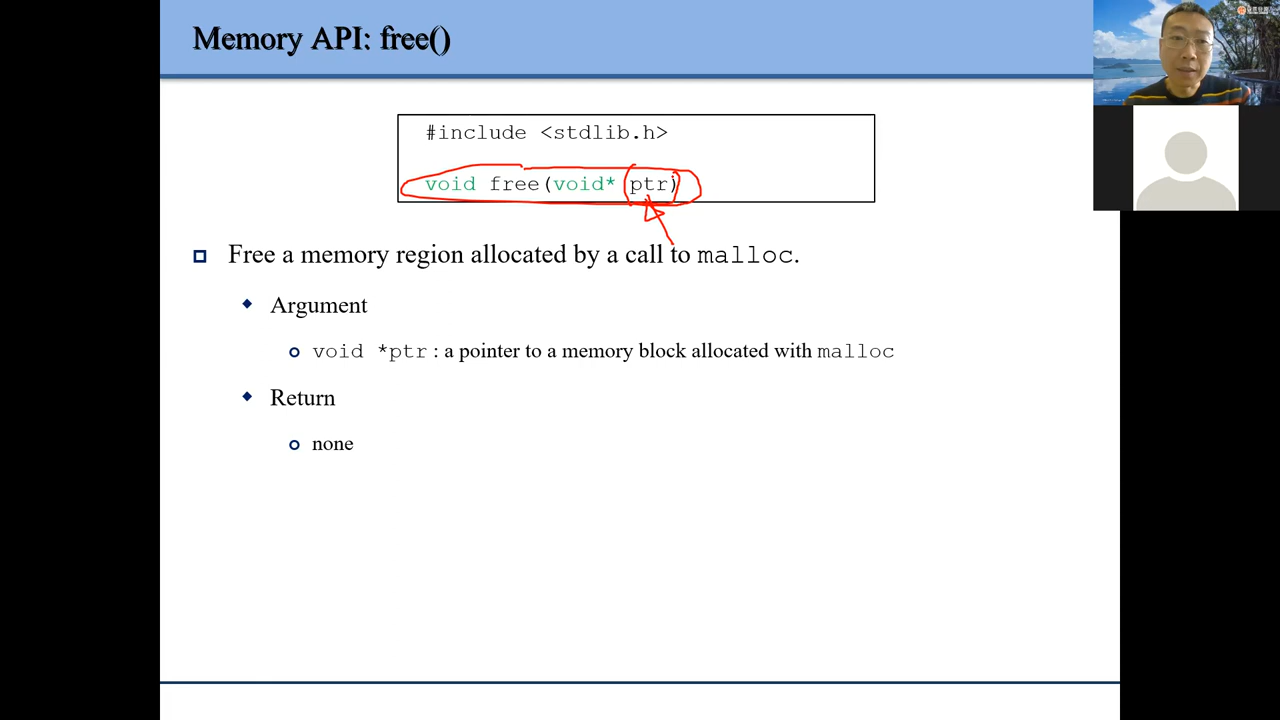 Memory API: free()
#include <stdlib.h>
void free(void* ptr)
Free a memory region allocated by a call to malloc.
Argument
void *ptr : a pointer to a memory block allocated with malloc
Return
none